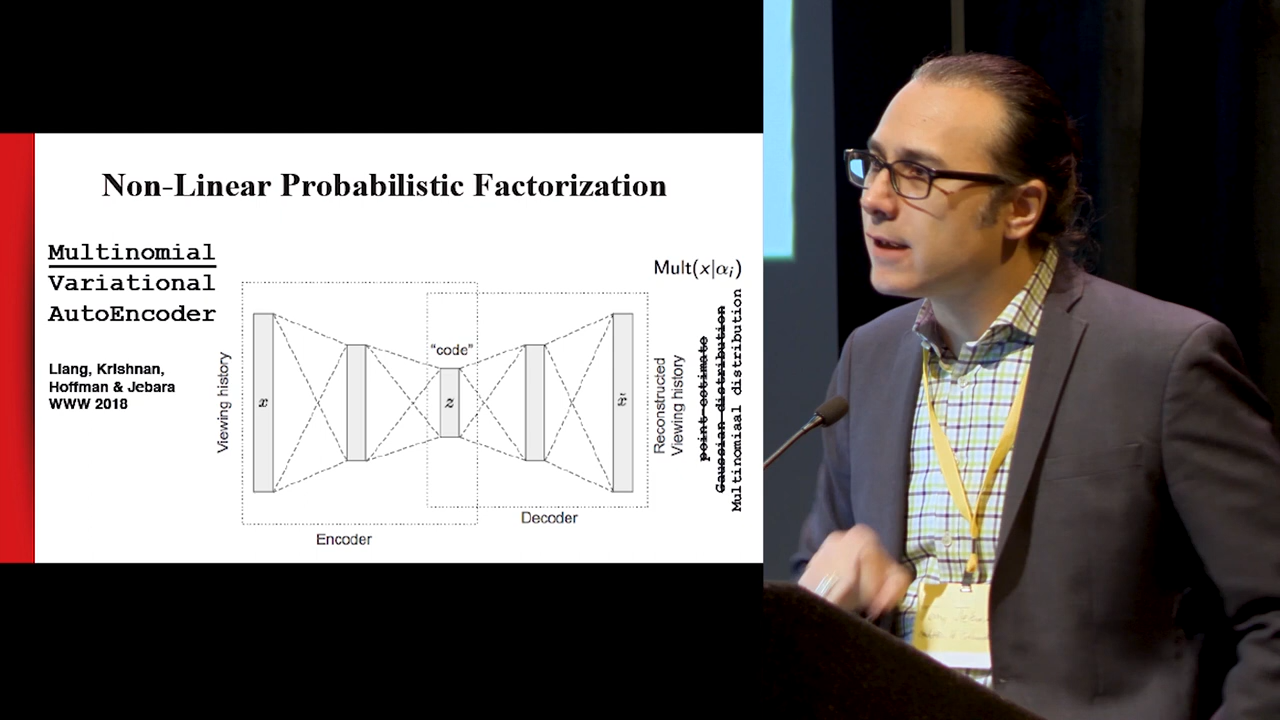 Non-Linear Probabilistic Factorization
Multinomial
Variational
AutoEncoder
Liang, Krishnan,
Hoffman & Jebara
WWW 2018
Viewing history
x
"code"
z
Encoder
Decoder
Reconstructed
Viewing history
Mult(x|αᵢ)
point estimate
Gaussian distribution
Multinomiaal distribution